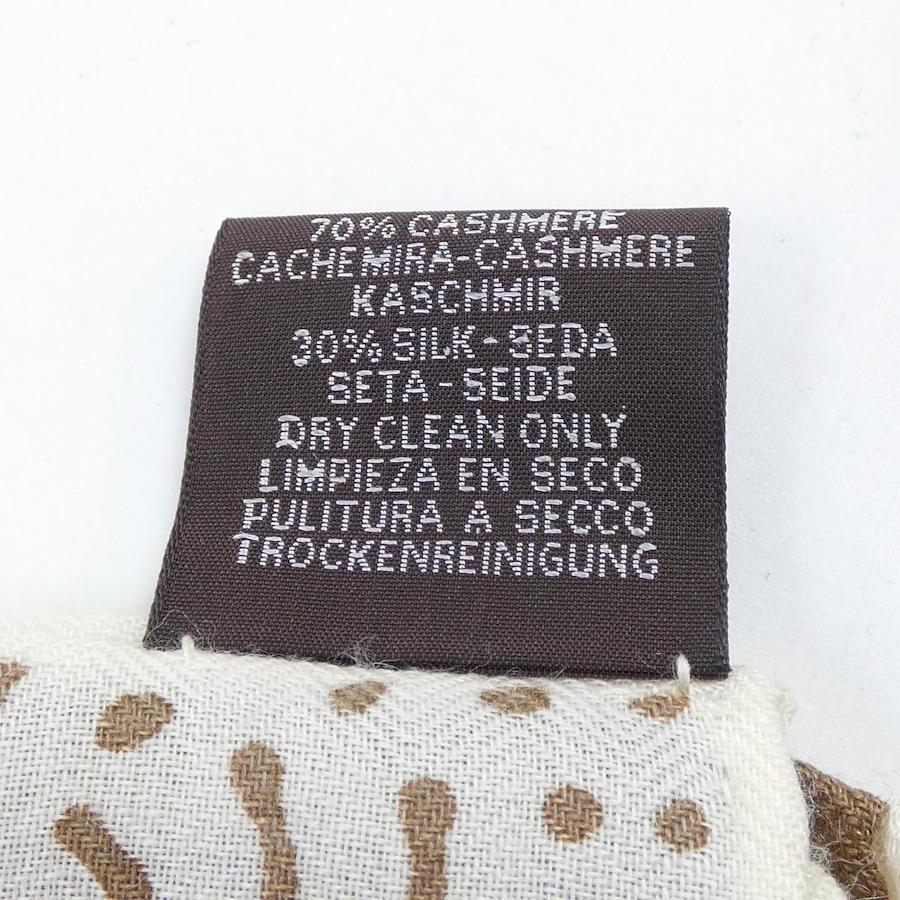 70% CASHMERE
CACHEMIRA-CASHMERE
KASCHMIR
30% SILK-SEDA
SETA-SEIDE
DRY CLEAN ONLY
LIMPIEZA EN SECO
PULITURA A SECCO
TROCKENREINIGUNG